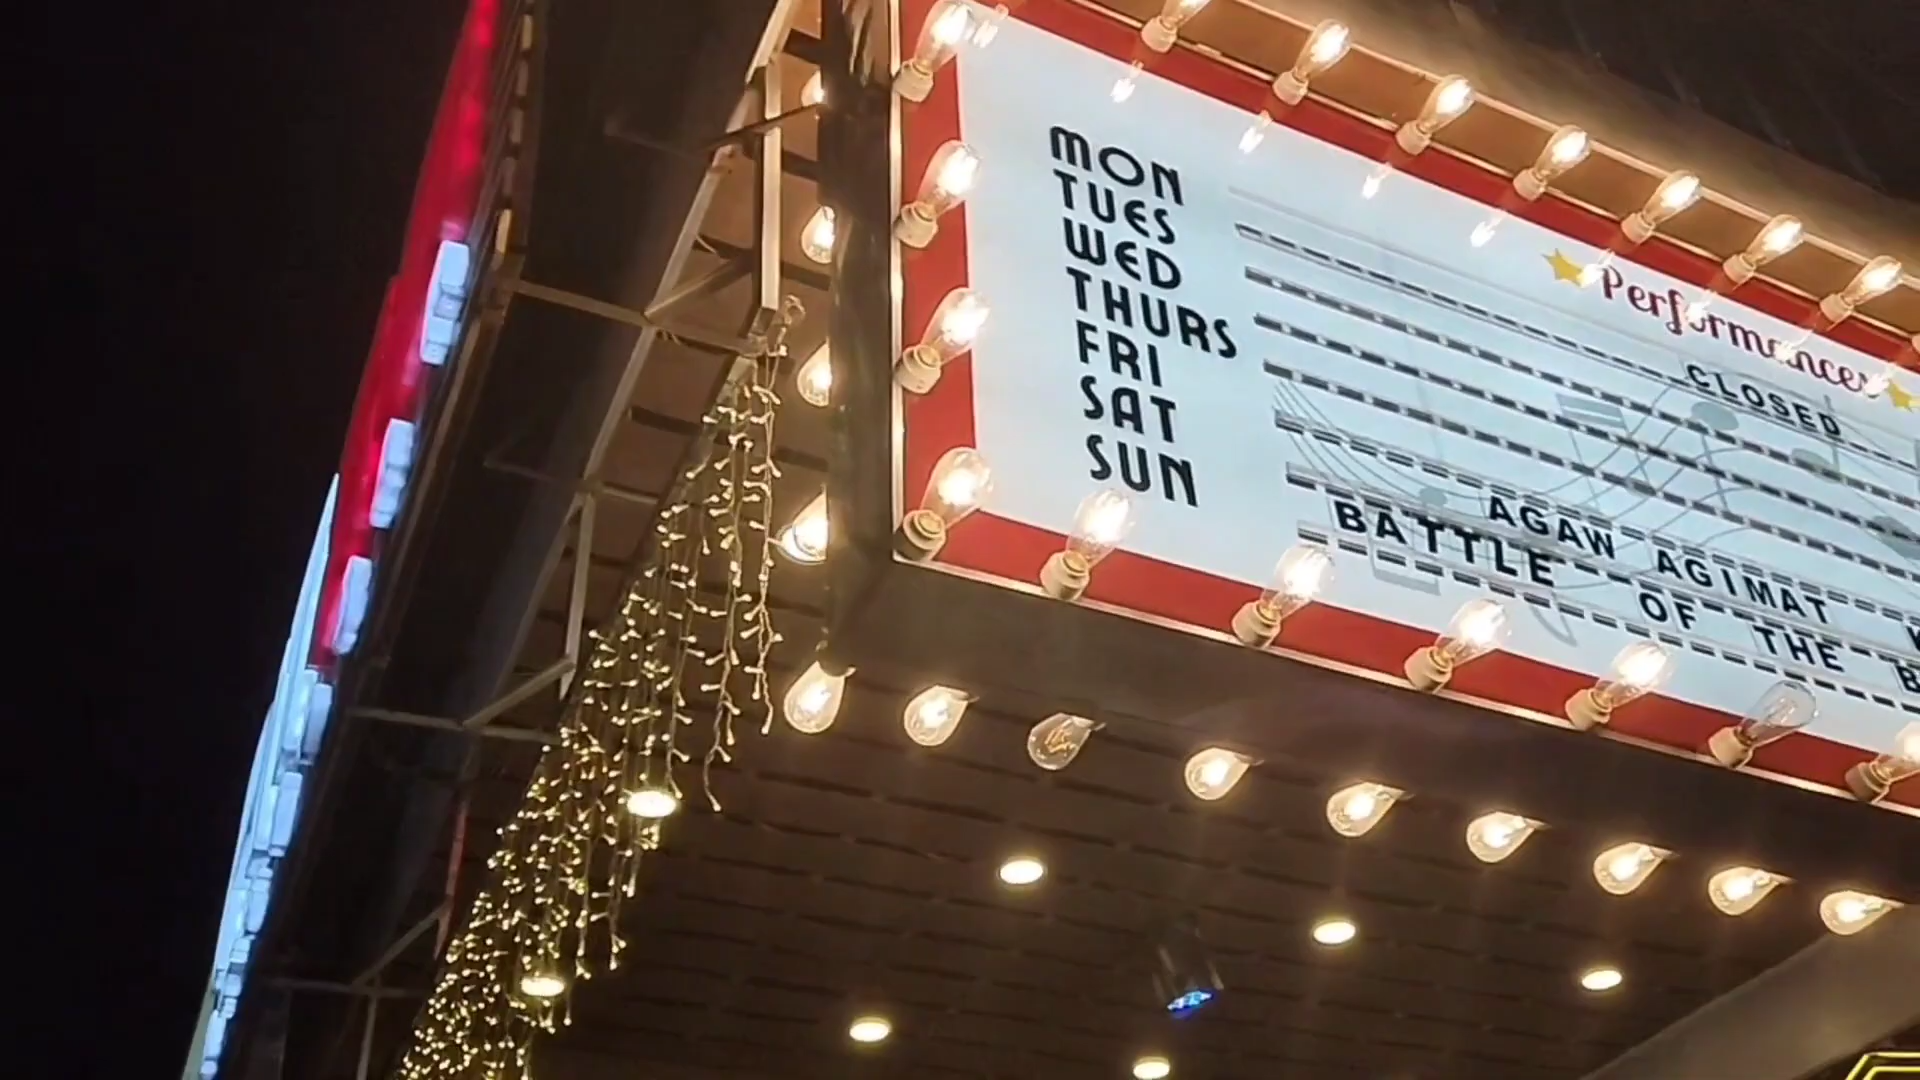 Performances
MON CLOSED
TUES
WED
THURS
FRI
SAT AGAW AGIMAT
SUN BATTLE OF THE